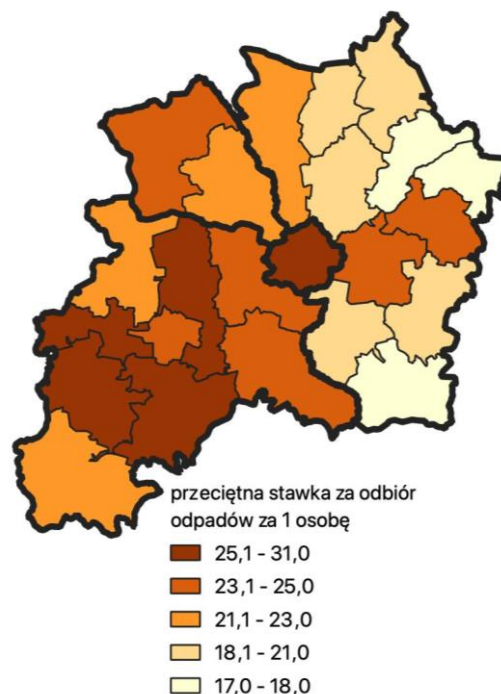 przeciętna stawka za odbiór
odpadów za 1 osobę
25,1 - 31,0
23,1 - 25,0
21,1 - 23,0
18,1 - 21,0
17,0 - 18,0